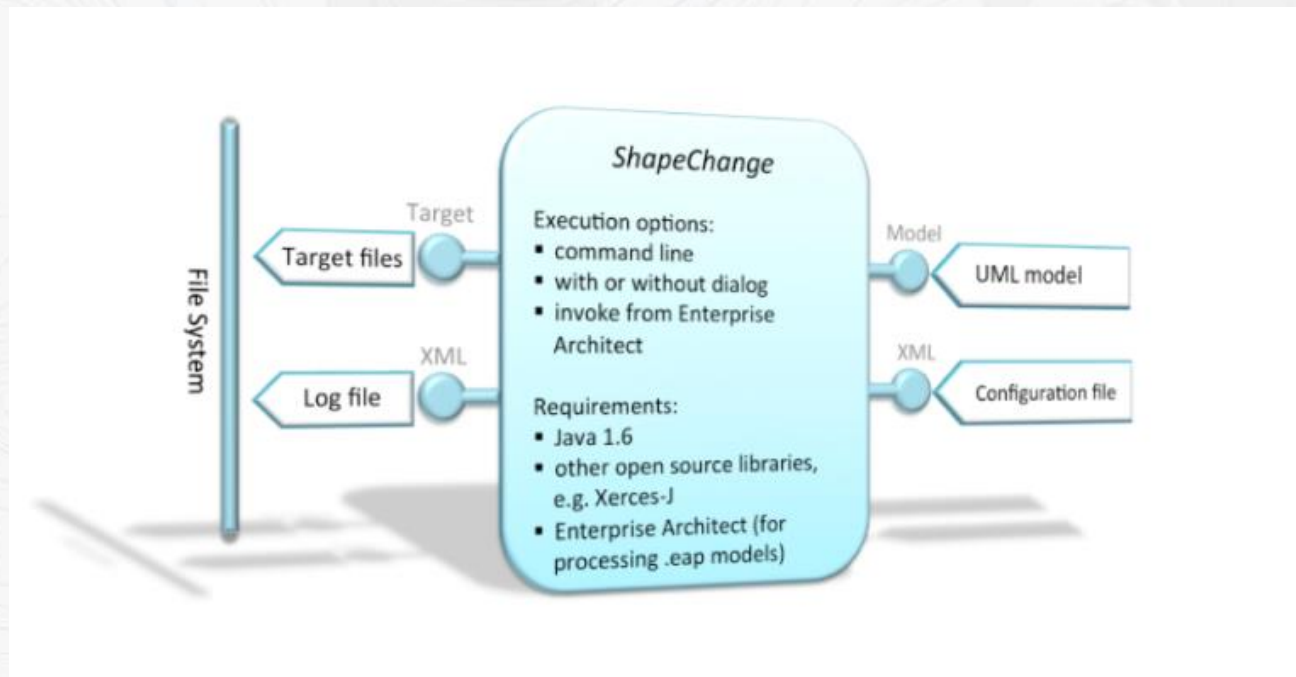 ShapeChange
Target
Target files
File System
XML
Log file
Execution options:
▪ command line
▪ with or without dialog
▪ invoke from Enterprise
Architect
Requirements:
▪ Java 1.6
▪ other open source libraries,
e.g. Xerces-J
▪ Enterprise Architect (for
processing .eap models)
Model
UML model
XML
Configuration file